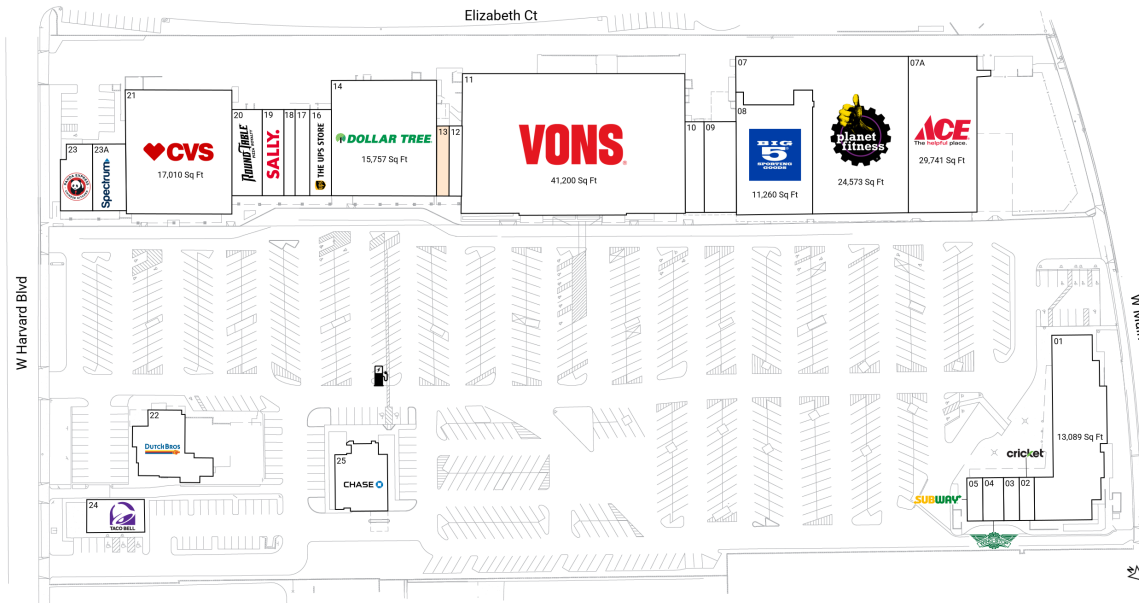 Elizabeth Ct
W Harvard Blvd
W Main
23
PANDA EXPRESS
23A
Spectrum
21
CVS
17,010 Sq Ft
20
ROUND TABLE
19
SALLY.
18
17
16
THE UPS STORE
14
DOLLAR TREE
15,757 Sq Ft
13
12
11
VONS
41,200 Sq Ft
10
09
07
08
BIG
5
SPORTING
GOODS
11,260 Sq Ft
planet
fitness
24,573 Sq Ft
07A
ACE
The helpful place.
29,741 Sq Ft
22
DUTCH BROS
24
TACO BELL
25
CHASE
01
13,089 Sq Ft
cricket
SUBWAY
05
04
03
02
N